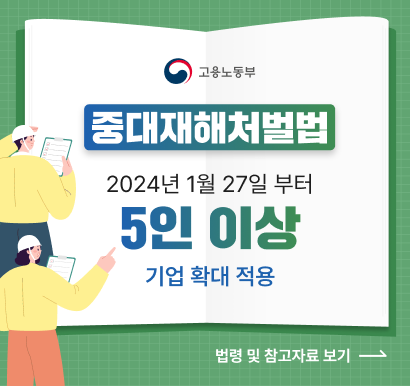 고용노동부
중대재해처벌법
2024년 1월 27일 부터
5인 이상
기업 확대 적용
법령 및 참고자료 보기